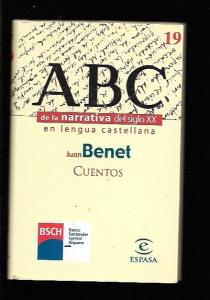 19
ABC
de la narrativa del siglo XX
en lengua castellana
Juan Benet
CUENTOS
BSCH
Banco
Santander
Central
Hispano
ESPASA